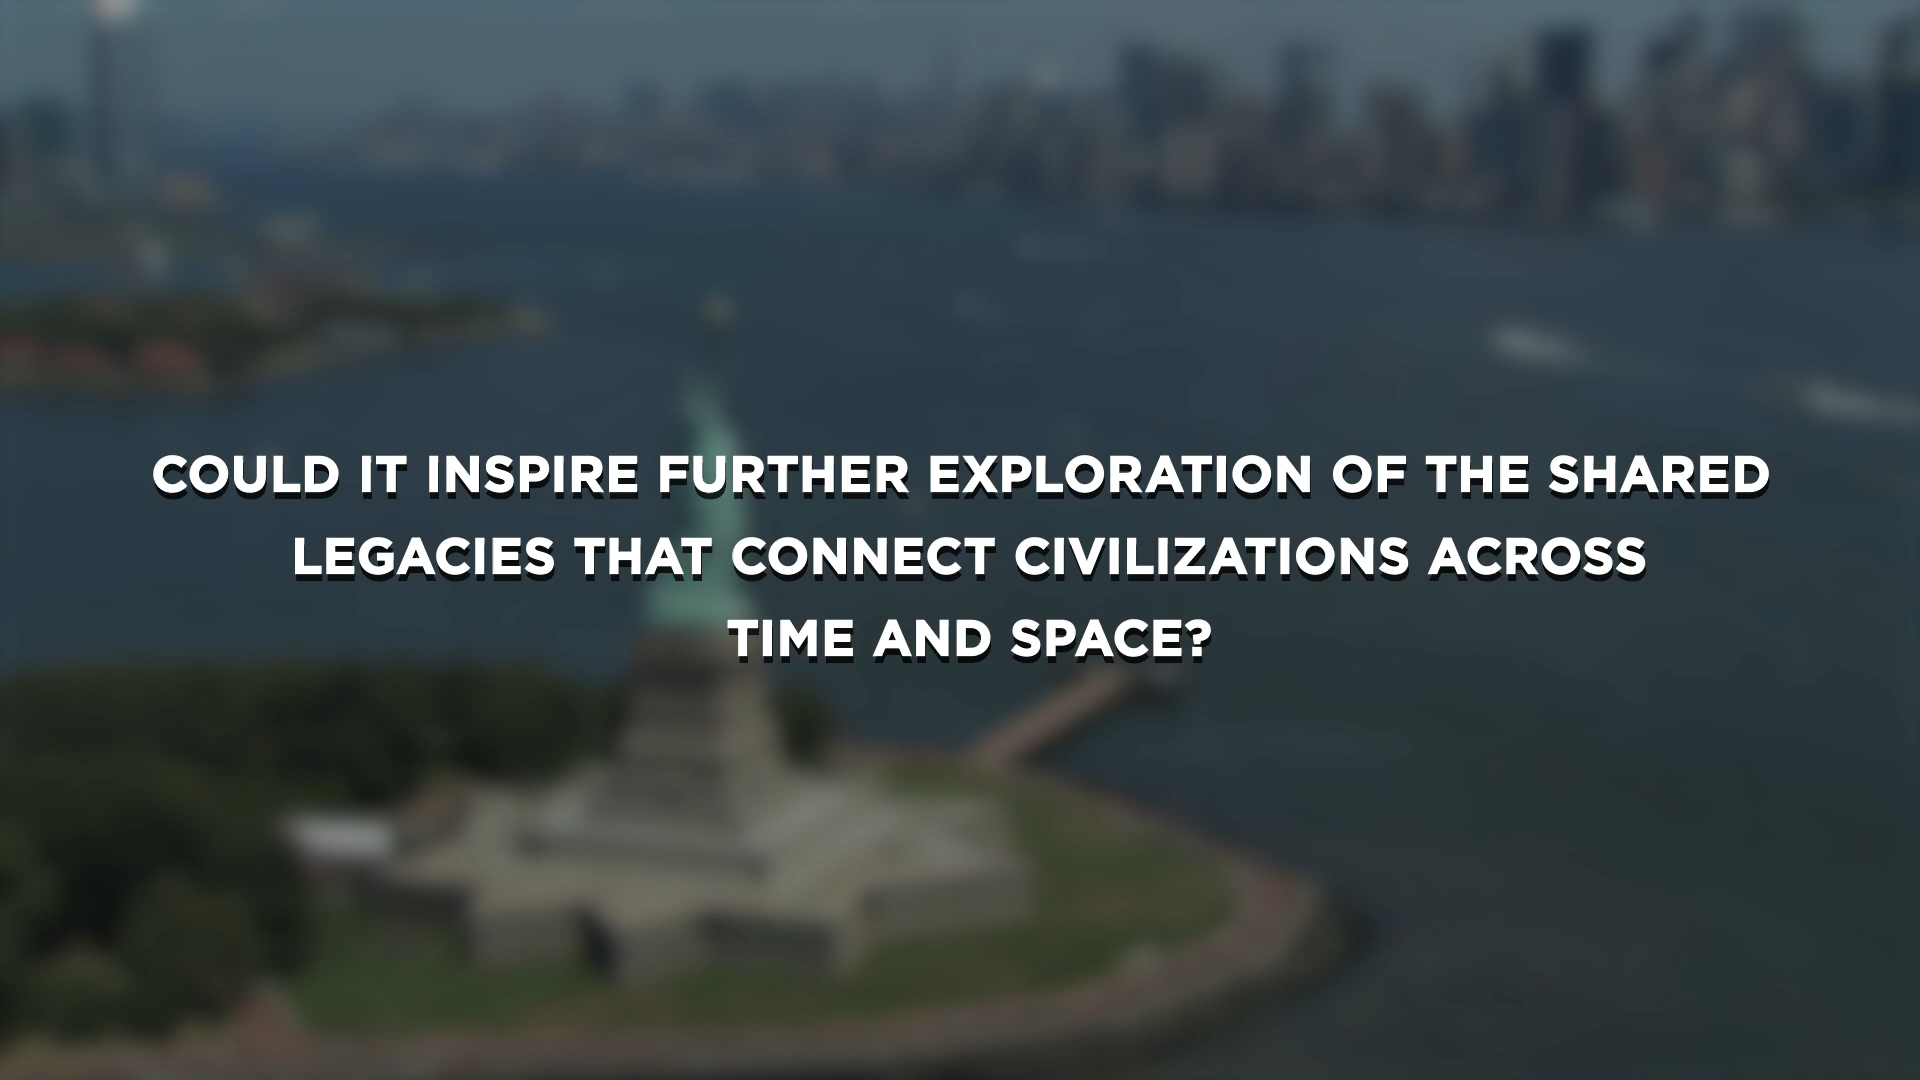 COULD IT INSPIRE FURTHER EXPLORATION OF THE SHARED
LEGACIES THAT CONNECT CIVILIZATIONS ACROSS
TIME AND SPACE?